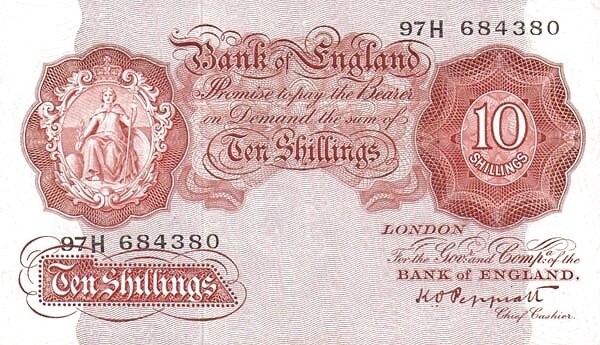 97H 684380
Bank of England
Promise to pay the Bearer
on Demand the sum of
Ten Shillings
10
SHILLINGS
LONDON
For the Govr. and Compa. of the
BANK of ENGLAND.
K O Peppiatt
Chief Cashier.
97H 684380
Ten Shillings